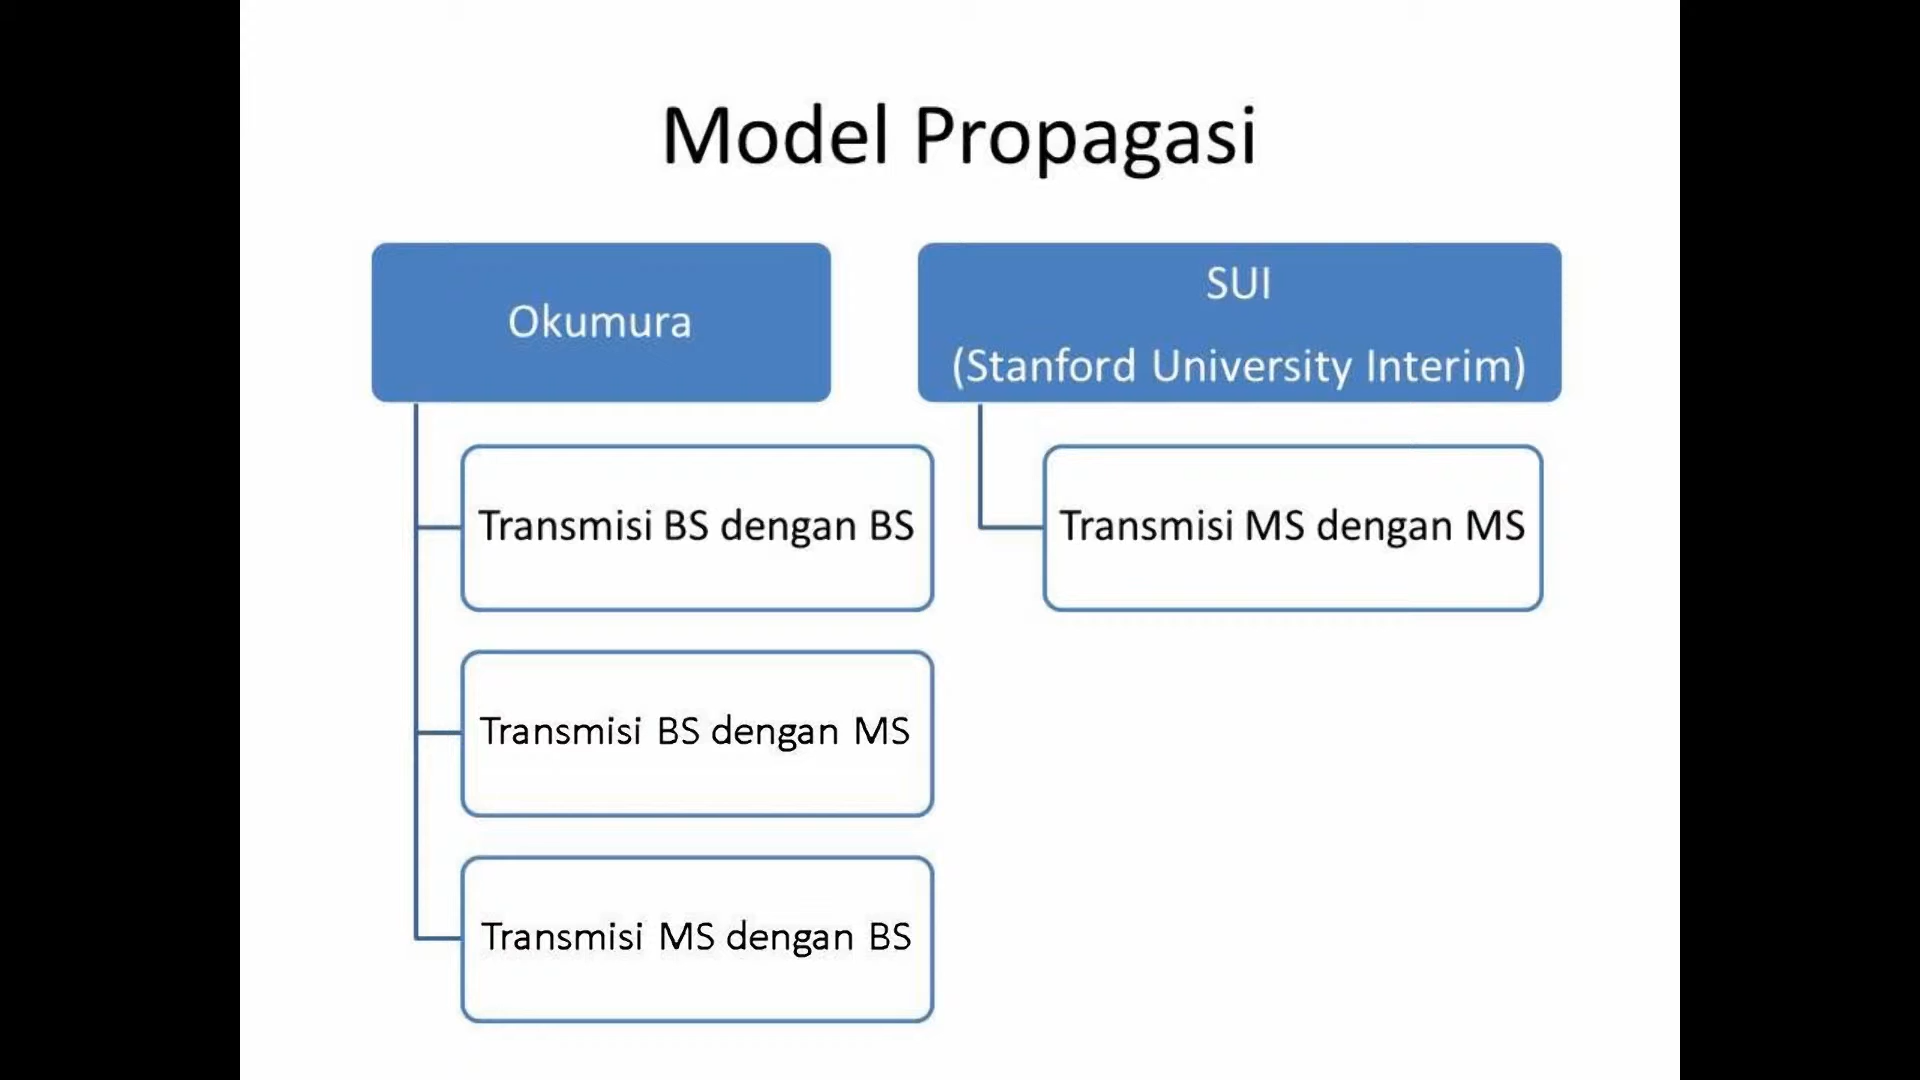 Model Propagasi
Okumura
Transmisi BS dengan BS
Transmisi BS dengan MS
Transmisi MS dengan BS
SUI
(Stanford University Interim)
Transmisi MS dengan MS